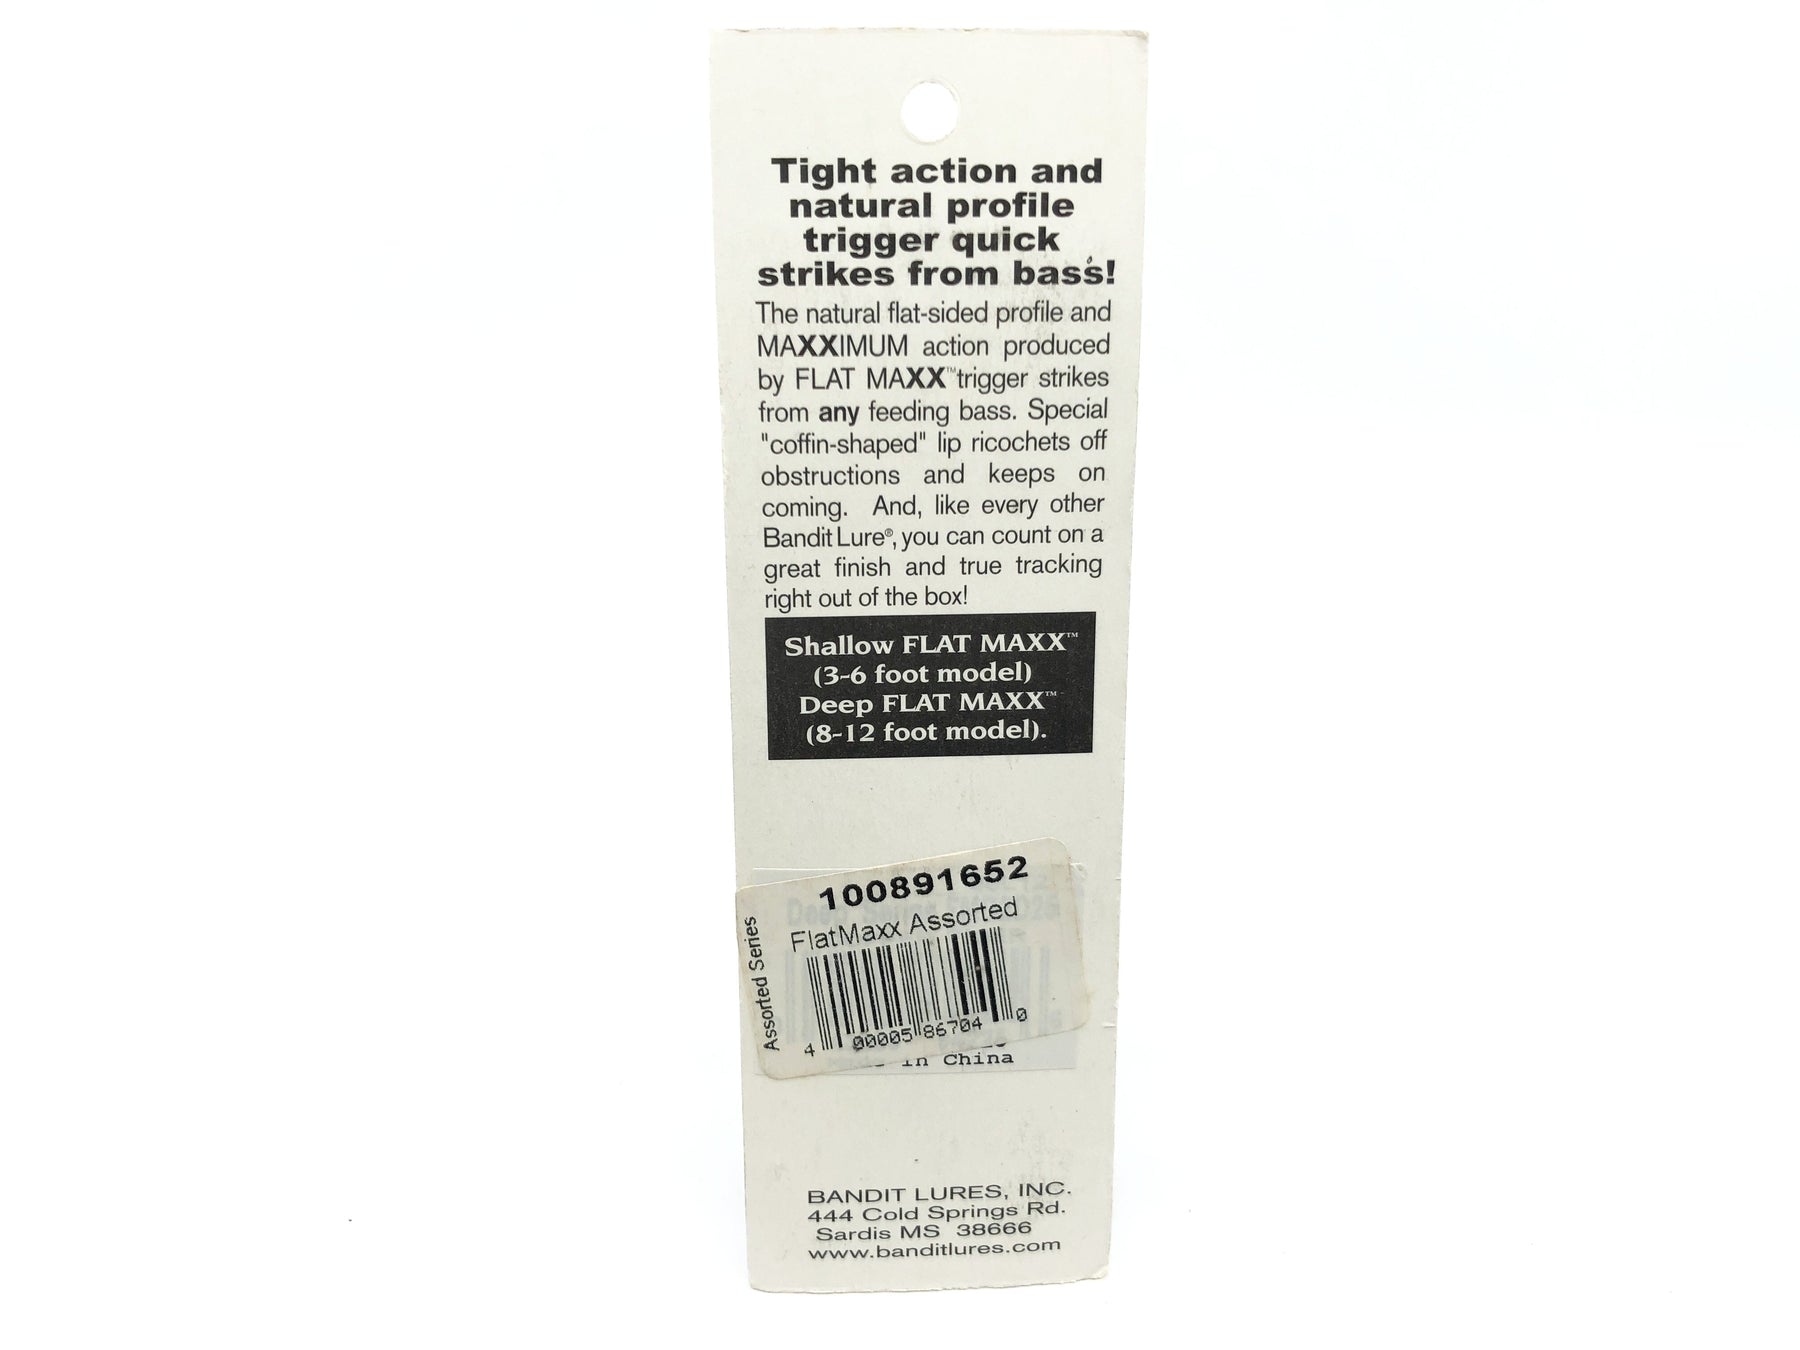 Tight action and
natural profile
trigger quick
strikes from bass!
The natural flat-sided profile and
MAXXIMUM action produced
by FLAT MAXX™ trigger strikes
from any feeding bass. Special
"coffin-shaped" lip ricochets off
obstructions and keeps on
coming. And, like every other
Bandit Lure®, you can count on a
great finish and true tracking
right out of the box!
Shallow FLAT MAXX™
(3-6 foot model)
Deep FLAT MAXX™
(8-12 foot model).
100891652
FlatMaxx Assorted
Assorted Series
4 00005 86704 0
in China
BANDIT LURES, INC.
444 Cold Springs Rd.
Sardis MS 38666
www.banditlures.com